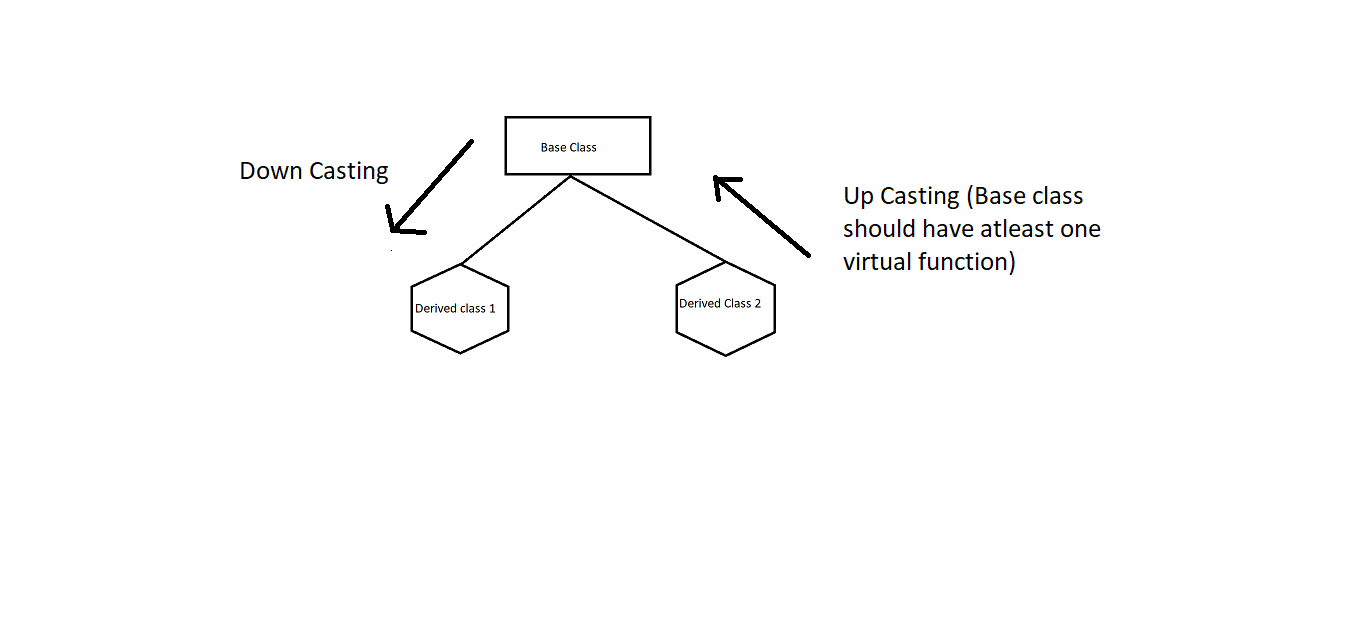 Base Class
Down Casting
Up Casting (Base class
should have atleast one
virtual function)
Derived class 1
Derived Class 2